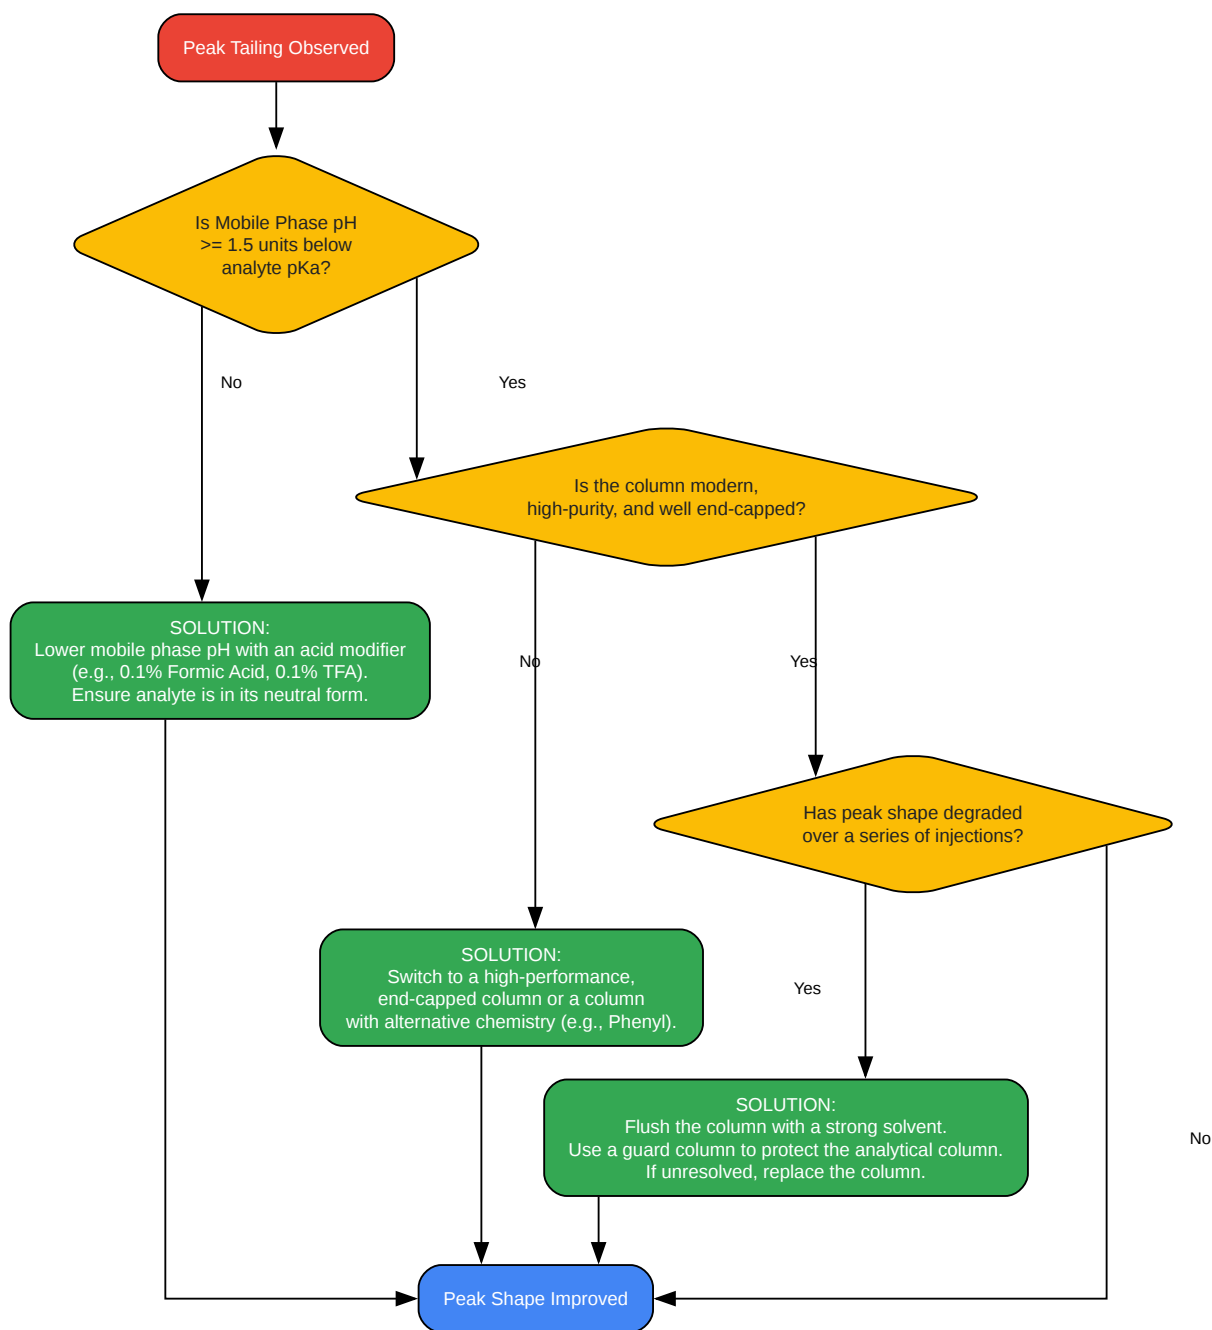 Peak Tailing Observed
Is Mobile Phase pH
>= 1.5 units below
analyte pKa?
No
Yes
Is the column modern,
high-purity, and well end-capped?
SOLUTION:
Lower mobile phase pH with an acid modifier
(e.g., 0.1% Formic Acid, 0.1% TFA).
Ensure analyte is in its neutral form.
No
Yes
Has peak shape degraded
over a series of injections?
SOLUTION:
Switch to a high-performance,
end-capped column or a column
with alternative chemistry (e.g., Phenyl).
Yes
SOLUTION:
Flush the column with a strong solvent.
Use a guard column to protect the analytical column.
If unresolved, replace the column.
No
Peak Shape Improved